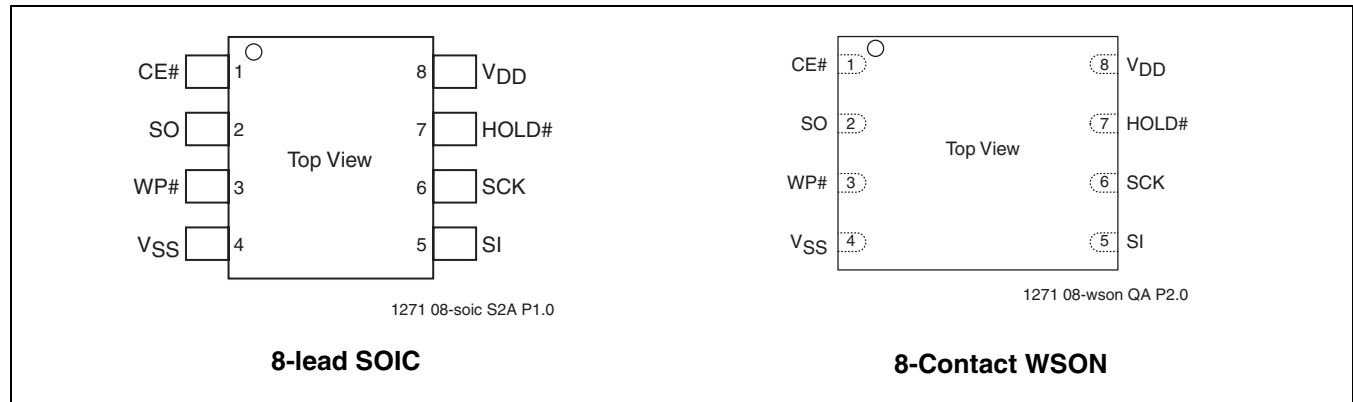 CE# 1 8 VDD
SO 2 7 HOLD#
Top View
WP# 3 6 SCK
VSS 4 5 SI
1271 08-soic S2A P1.0
8-lead SOIC
CE# 1 8 VDD
SO 2 7 HOLD#
Top View
WP# 3 6 SCK
VSS 4 5 SI
1271 08-wson QA P2.0
8-Contact WSON